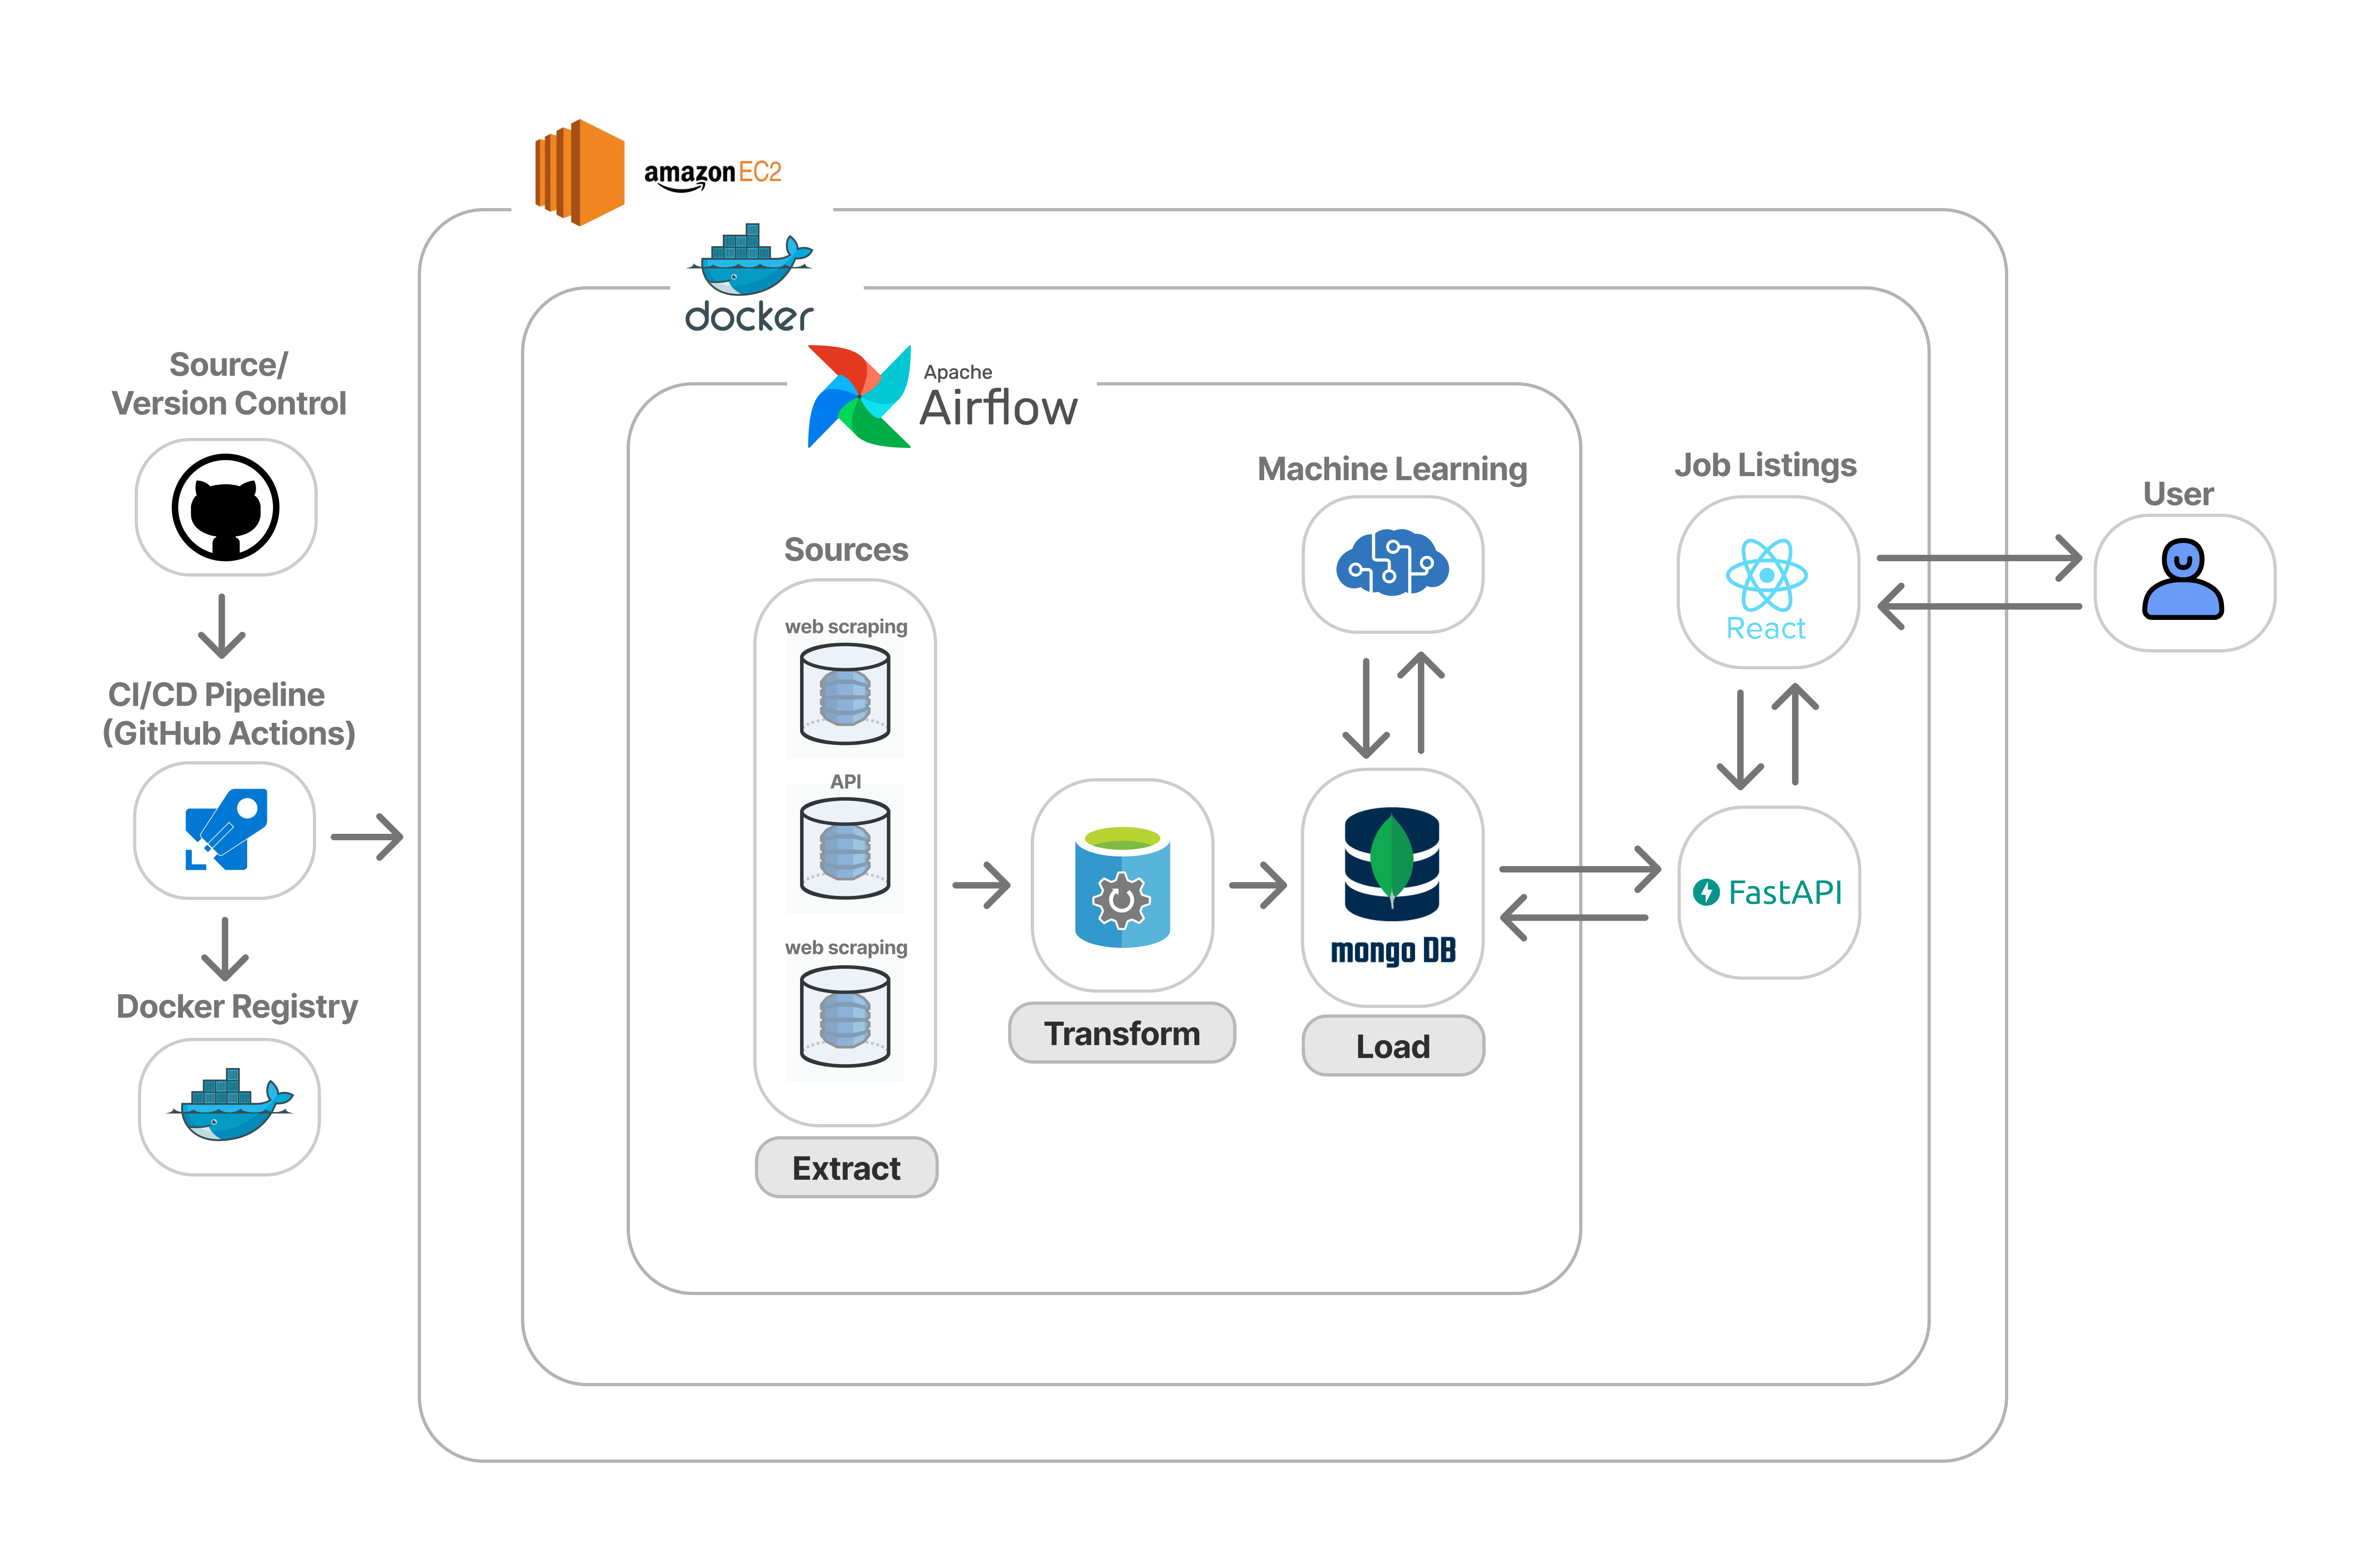 amazon EC2
docker
Apache
Airflow
Source/
Version Control
CI/CD Pipeline
(GitHub Actions)
Docker Registry
Sources
web scraping
API
web scraping
Extract
Transform
Machine Learning
mongo DB
Load
Job Listings
React
FastAPI
User